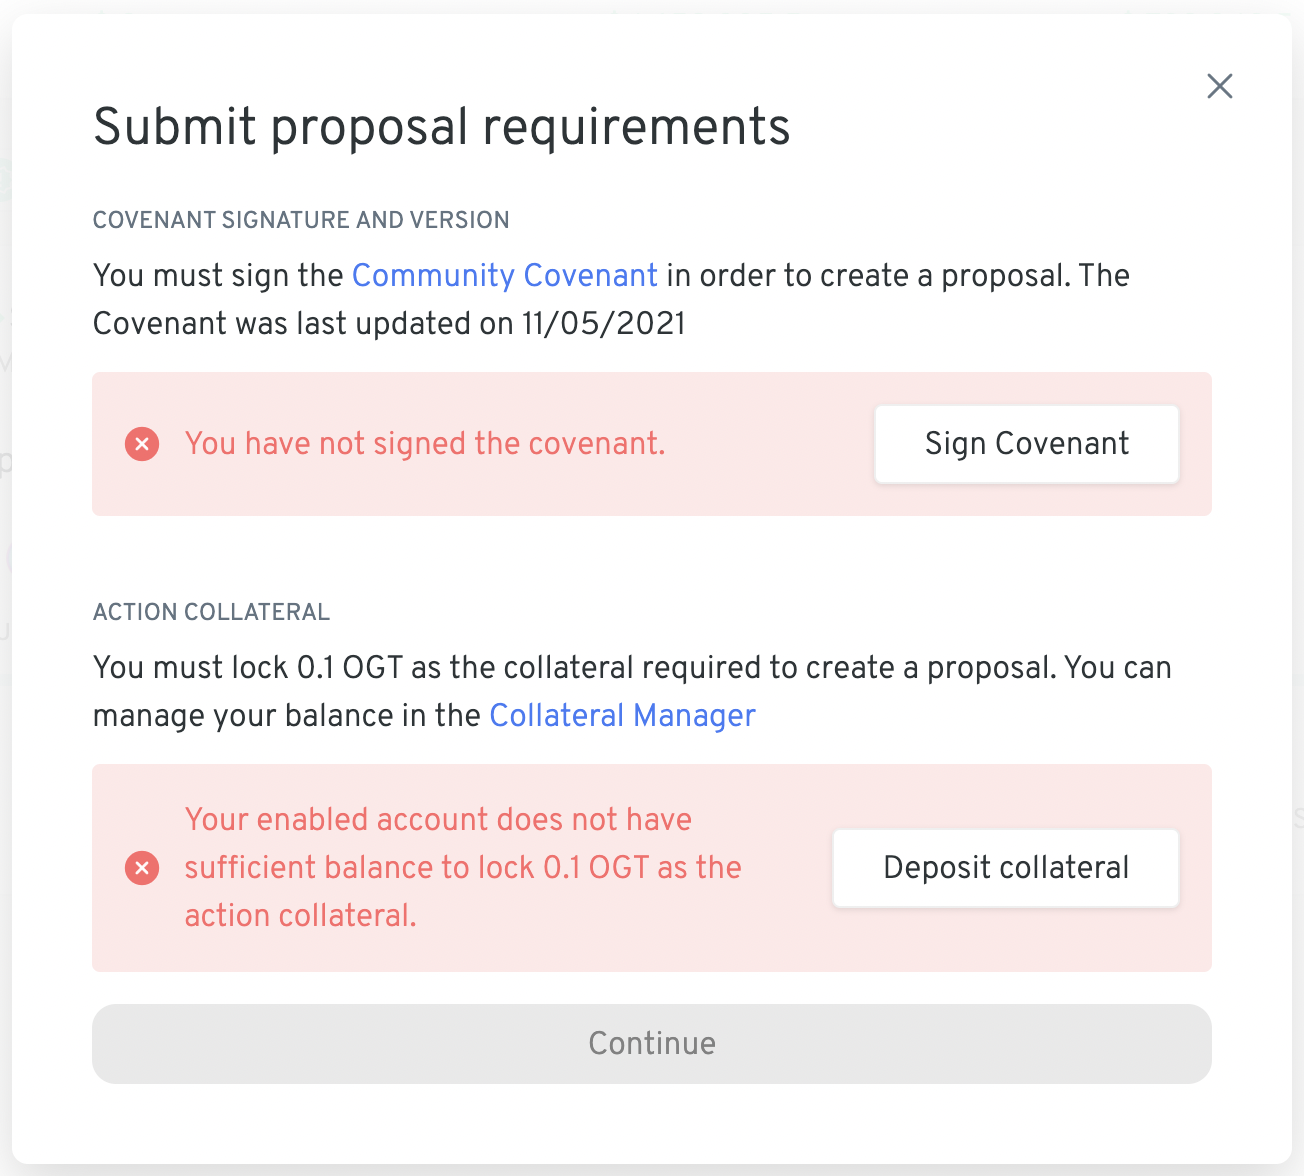 Submit proposal requirements
COVENANT SIGNATURE AND VERSION
You must sign the Community Covenant in order to create a proposal. The
Covenant was last updated on 11/05/2021
You have not signed the covenant.
Sign Covenant
ACTION COLLATERAL
You must lock 0.1 OGT as the collateral required to create a proposal. You can
manage your balance in the Collateral Manager
Your enabled account does not have
sufficient balance to lock 0.1 OGT as the
action collateral.
Deposit collateral
Continue